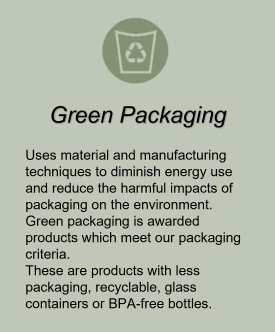 Green Packaging
Uses material and manufacturing
techniques to diminish energy use
and reduce the harmful impacts of
packaging on the environment.
Green packaging is awarded
products which meet our packaging
criteria.
These are products with less
packaging, recyclable, glass
containers or BPA-free bottles.